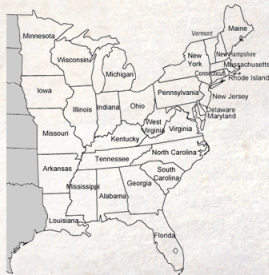 Maine
Vermont
Minnesota
New Hampshire
Wisconsin
New York
Massachusetts
Michigan
Connecticut
Rhode Island
Iowa
Pennsylvania
New Jersey
Illinois
Indiana
Ohio
Delaware
Maryland
West Virginia
Virginia
Missouri
Kentucky
North Carolina
Tennessee
Arkansas
South Carolina
Mississippi
Alabama
Georgia
Louisiana
Florida